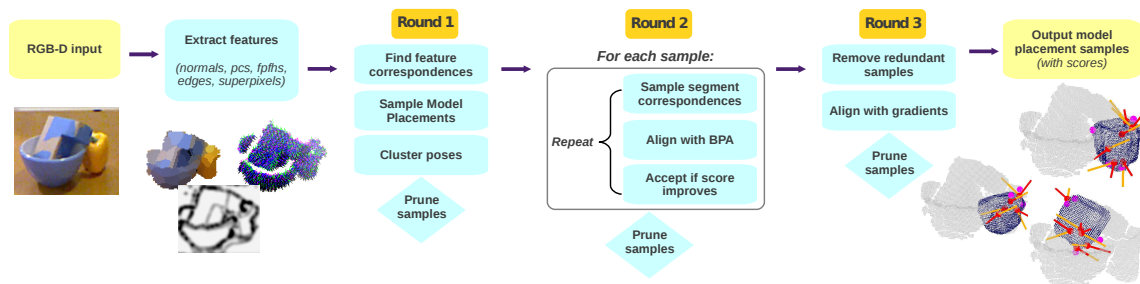 RGB-D input
Extract features
(normals, pcs, fpfhs,
edges, superpixels)
Round 1
Find feature
correspondences
Sample Model
Placements
Cluster poses
Prune
samples
Round 2
For each sample:
Repeat
Sample segment
correspondences
Align with BPA
Accept if score
improves
Prune
samples
Round 3
Remove redundant
samples
Align with gradients
Prune
samples
Output model
placement samples
(with scores)